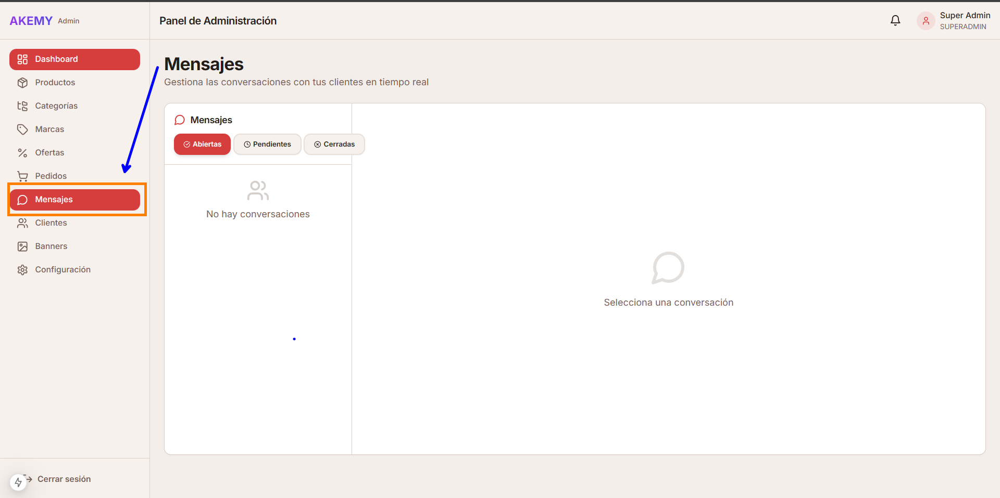 AKEMY Admin
Panel de Administración
Super Admin
SUPERADMIN
Dashboard
Productos
Categorías
Marcas
Ofertas
Pedidos
Mensajes
Clientes
Banners
Configuración
Cerrar sesión
Mensajes
Gestiona las conversaciones con tus clientes en tiempo real
Mensajes
Abiertas Pendientes Cerradas
No hay conversaciones
Selecciona una conversación